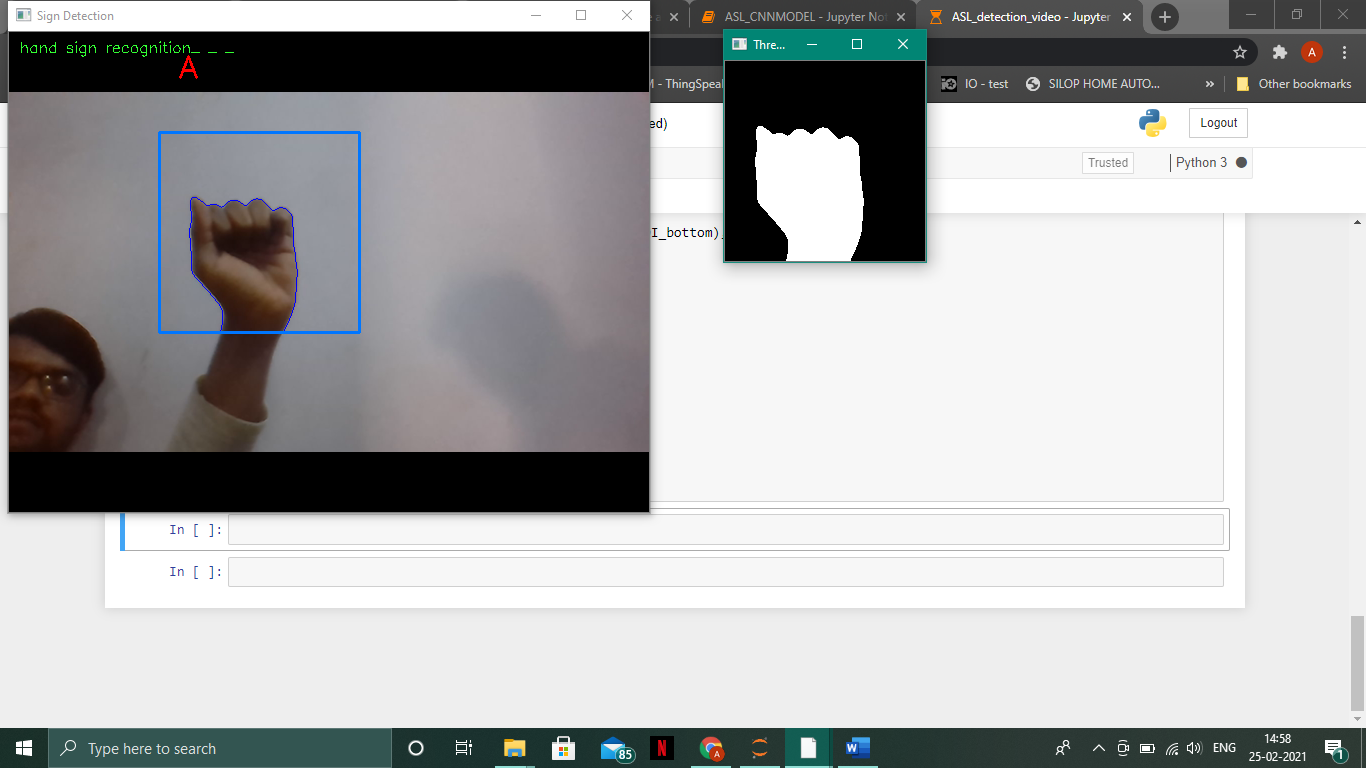 Sign Detection
hand sign recognition_ _ _
A
Thre...
ASL_CNNMODEL - Jupyter No
ASL_detection_video - Jupyter
A
M - ThingSpeak
IO - test
SILOP HOME AUTO...
»
Other bookmarks
ed)
Logout
Trusted
Python 3
I_bottom)
In [ ]:
In [ ]:
Type here to search
85
N
A
W
ENG
14:58
25-02-2021
1